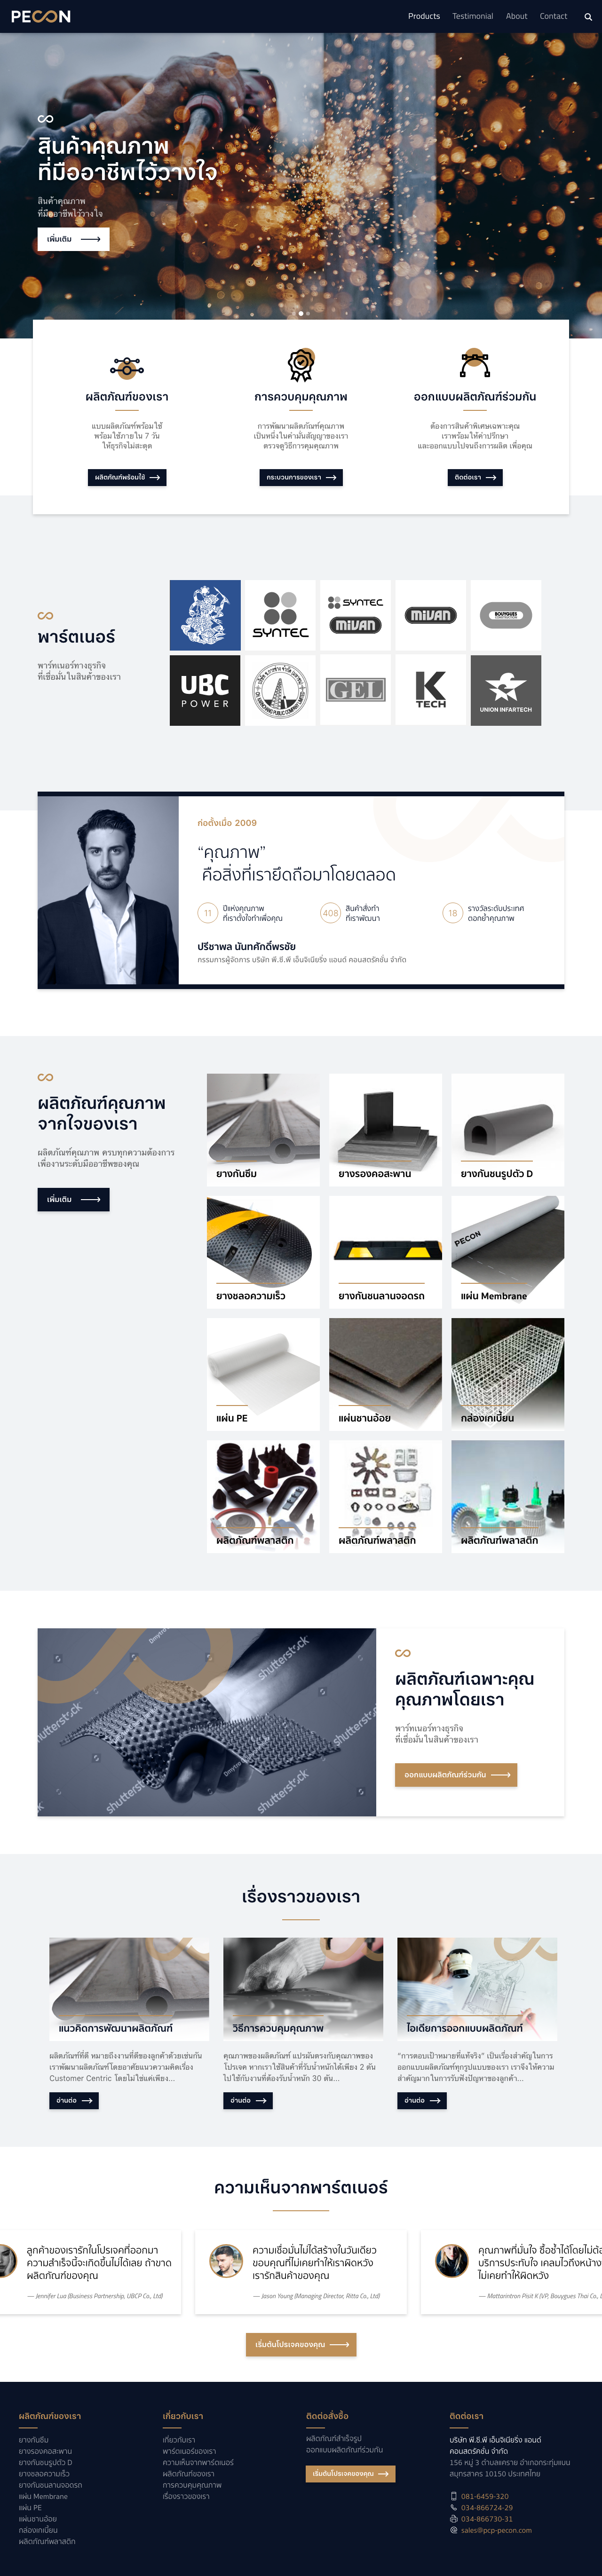 PECON
Products Testimonial About Contact
สินค้าคุณภาพ
ที่มืออาชีพไว้วางใจ
สินค้าคุณภาพ
ที่มืออาชีพไว้วางใจ
เพิ่มเติม
ผลิตภัณฑ์ของเรา
แบบผลิตภัณฑ์พร้อมใช้
พร้อมใช้ภายใน 7 วัน
ให้ธุรกิจไม่สะดุด
ผลิตภัณฑ์พร้อมใช้
การควบคุมคุณภาพ
การพัฒนาผลิตภัณฑ์คุณภาพ
เป็นหนึ่งในคำมั่นสัญญาของเรา
ตรวจดูวิธีการคุมคุณภาพ
กระบวนการของเรา
ออกแบบผลิตภัณฑ์ร่วมกัน
ต้องการสินค้าพิเศษเฉพาะคุณ
เราพร้อมให้คำปรึกษา
และออกแบบไปจนถึงการผลิต เพื่อคุณ
ติดต่อเรา
พาร์ตเนอร์
พาร์ทเนอร์ทางธุรกิจ
ที่เชื่อมั่นในสินค้าของเรา
SYNTEC
SYNTEC
mivan
mivan
BOUYGUES
UBC
POWER
GEL
K
TECH
UNION INFARTECH
ก่อตั้งเมื่อ 2009
“คุณภาพ”
คือสิ่งที่เรายึดถือมาโดยตลอด
11
ปีแห่งคุณภาพ
ที่เราตั้งใจทำเพื่อคุณ
408
สินค้าสั่งทำ
ที่เราพัฒนา
18
รางวัลระดับประเทศ
ตอกย้ำคุณภาพ
ปรีชาพล นันทศักดิ์พรชัย
กรรมการผู้จัดการ บริษัท พี.ซี.พี เอ็นจิเนียริ่ง แอนด์ คอนสตรัคชั่น จำกัด
ผลิตภัณฑ์คุณภาพ
จากใจของเรา
ผลิตภัณฑ์คุณภาพ ครบทุกความต้องการ
เพื่องานระดับมืออาชีพของคุณ
เพิ่มเติม
ยางกันซึม
ยางรองคอสะพาน
ยางกันชนรูปตัว D
ยางชลอความเร็ว
ยางกันชนลานจอดรถ
PECON
แผ่น Membrane
แผ่น PE
แผ่นชานอ้อย
กล่องเกเบี้ยน
ผลิตภัณฑ์พลาสติก
ผลิตภัณฑ์พลาสติก
ผลิตภัณฑ์พลาสติก
shutterstock
shutterstock
shutterstock
shutterstock
shutterstock
ผลิตภัณฑ์เฉพาะคุณ
คุณภาพโดยเรา
พาร์ทเนอร์ทางธุรกิจ
ที่เชื่อมั่นในสินค้าของเรา
ออกแบบผลิตภัณฑ์ร่วมกัน
เรื่องราวของเรา
แนวคิดการพัฒนาผลิตภัณฑ์
ผลิตภัณฑ์ที่ดี หมายถึงงานที่ดีของลูกค้าด้วยเช่นกัน
เราพัฒนาผลิตภัณฑ์โดยอาศัยแนวความคิดเรื่อง
Customer Centric โดยไม่ใช่แค่เพียง...
อ่านต่อ
วิธีการควบคุมคุณภาพ
คุณภาพของผลิตภัณฑ์ แปรผันตรงกับคุณภาพของ
โปรเจค หากเราใช้สินค้าที่รับน้ำหนักได้เพียง 2 ตัน
ไปใช้กับงานที่ต้องรับน้ำหนัก 30 ตัน...
อ่านต่อ
ไอเดียการออกแบบผลิตภัณฑ์
“การตอบเป้าหมายที่แท้จริง” เป็นเรื่องสำคัญในการ
ออกแบบผลิตภัณฑ์ทุกรูปแบบของเรา เราจึงให้ความ
สำคัญมากในการรับฟังปัญหาของลูกค้า...
อ่านต่อ
ความเห็นจากพาร์ตเนอร์
ลูกค้าของเรารักในโปรเจคที่ออกมา
ความสำเร็จนี้จะเกิดขึ้นไม่ได้เลย ถ้าขาด
ผลิตภัณฑ์ของคุณ
— Jennifer Lua (Business Partnership, UBCP Co., Ltd)
ความเชื่อมั่นไม่ได้สร้างในวันเดียว
ขอบคุณที่ไม่เคยทำให้เราผิดหวัง
เรารักสินค้าของคุณ
— Jason Young (Managing Director, Ritta Co., Ltd)
คุณภาพที่มั่นใจ ซื้อซ้ำได้โดยไม่ต้อ
บริการประทับใจ เคลมไวถึงหน้าง
ไม่เคยทำให้ผิดหวัง
— Mattarintron Pisit K (VP, Bouygues Thai Co., L
เริ่มต้นโปรเจคของคุณ
ผลิตภัณฑ์ของเรา
ยางกันซึม
ยางรองคอสะพาน
ยางกันชนรูปตัว D
ยางชลอความเร็ว
ยางกันชนลานจอดรถ
แผ่น Membrane
แผ่น PE
แผ่นชานอ้อย
กล่องเกเบี้ยน
ผลิตภัณฑ์พลาสติก
เกี่ยวกับเรา
เกี่ยวกับเรา
พาร์ตเนอร์ของเรา
ความเห็นจากพาร์ตเนอร์
ผลิตภัณฑ์ของเรา
การควบคุมคุณภาพ
เรื่องราวของเรา
ติดต่อสั่งซื้อ
ผลิตภัณฑ์สำเร็จรูป
ออกแบบผลิตภัณฑ์ร่วมกัน
เริ่มต้นโปรเจคของคุณ
ติดต่อเรา
บริษัท พี.ซี.พี เอ็นจิเนียริ่ง แอนด์
คอนสตรัคชั่น จำกัด
156 หมู่ 3 ตำบลแคราย อำเภอกระทุ่มแบน
สมุทรสาคร 10150 ประเทศไทย
081-6459-320
034-866724-29
034-866730-31
sales@pcp-pecon.com